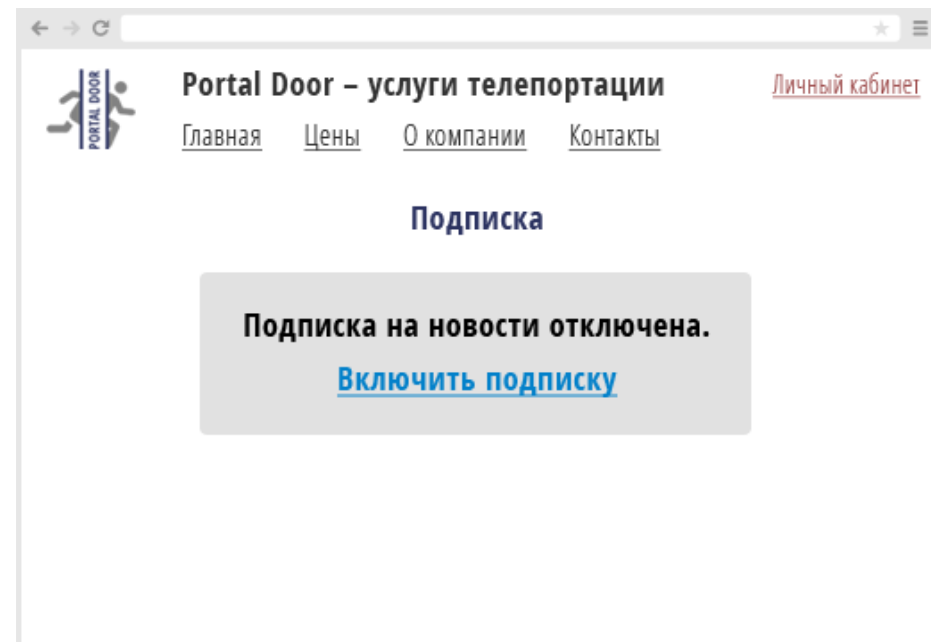 PORTAL DOOR
Portal Door – услуги телепортации
Личный кабинет
Главная Цены О компании Контакты
Подписка
Подписка на новости отключена.
Включить подписку